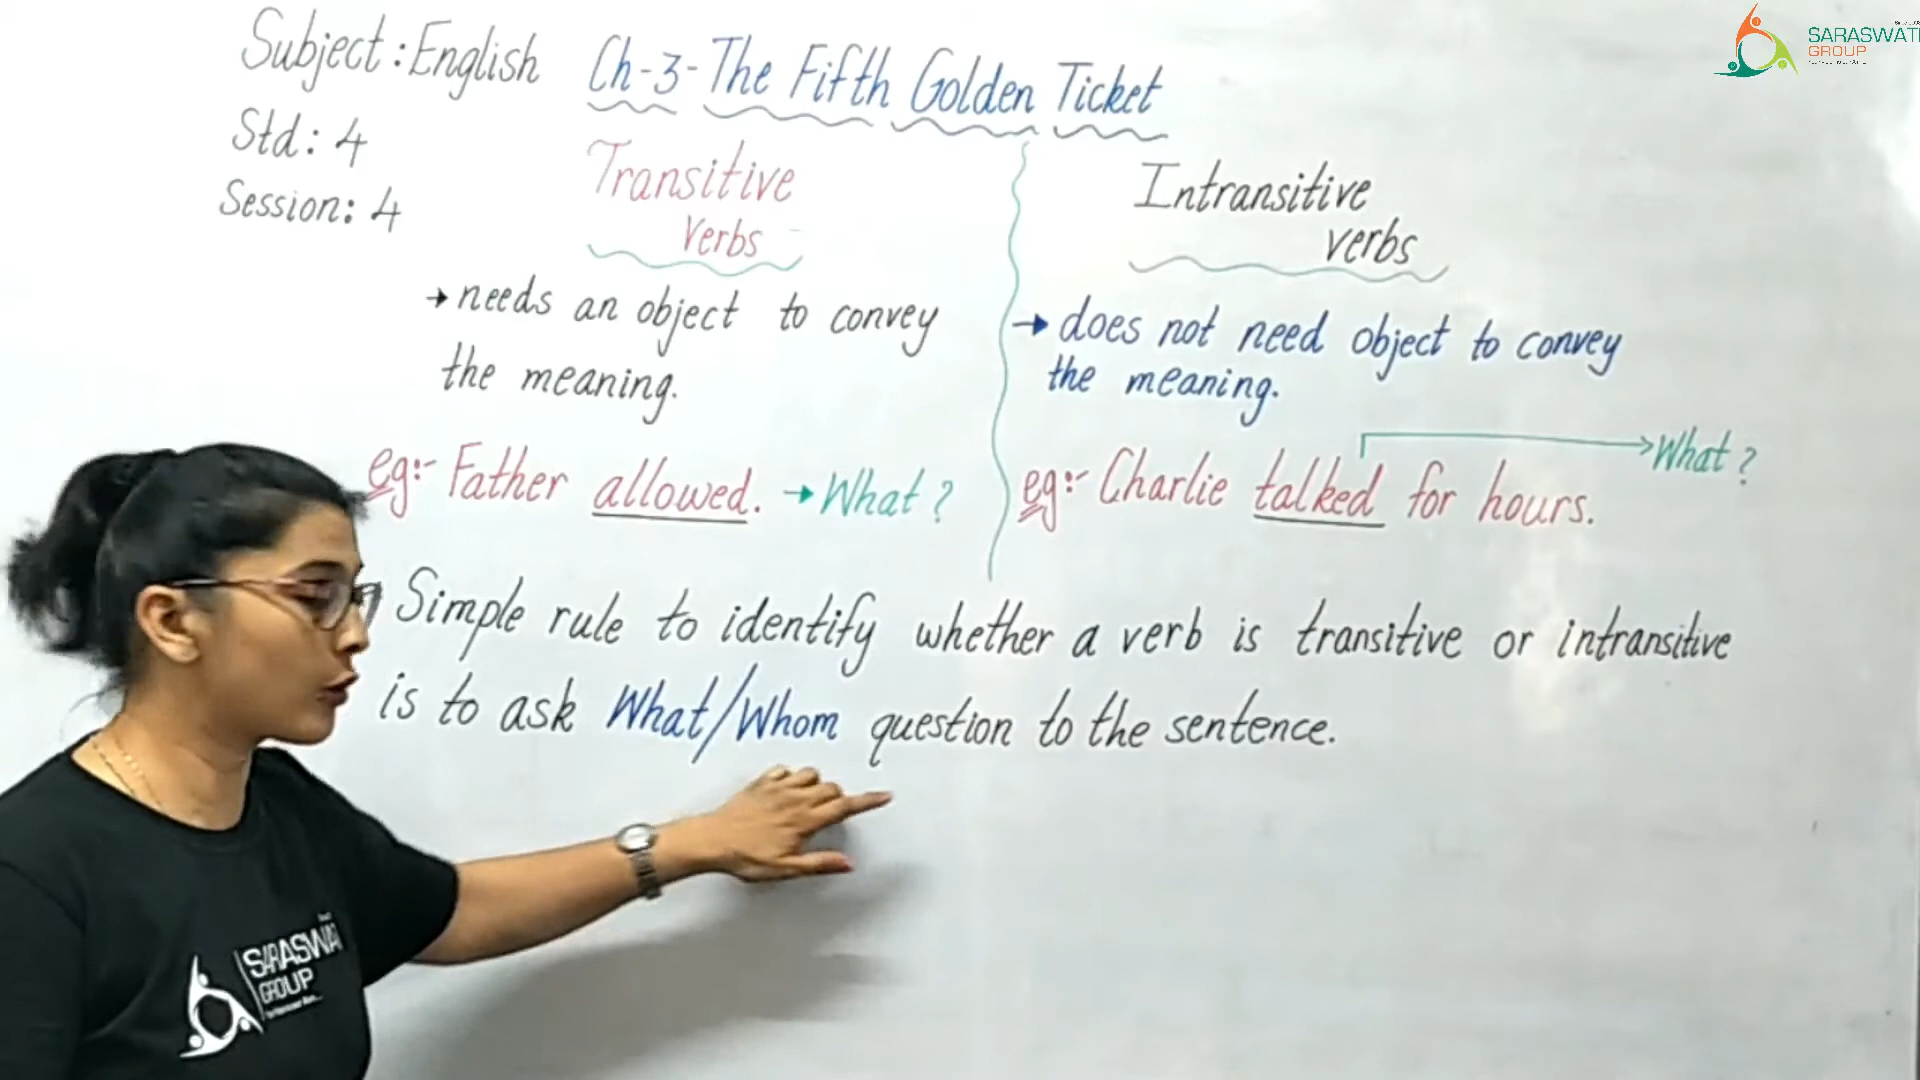 Subject: English
Ch-3-The Fifth Golden Ticket
Std: 4
Session: 4
Transitive
Verbs
→ needs an object to convey
the meaning.
eg:- Father allowed. → What?
Intransitive
verbs
→ does not need object to convey
the meaning.
What?
eg:- Charlie talked for hours.
Simple rule to identify whether a verb is transitive or intransitive
is to ask What/Whom question to the sentence.
SARASWATI
GROUP
SARASWA
GROUP